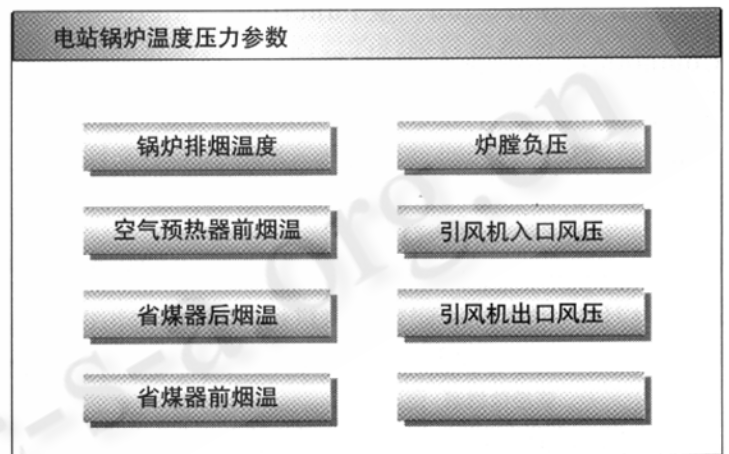 电站锅炉温度压力参数
锅炉排烟温度
炉膛负压
空气预热器前烟温
引风机入口风压
省煤器后烟温
引风机出口风压
省煤器前烟温